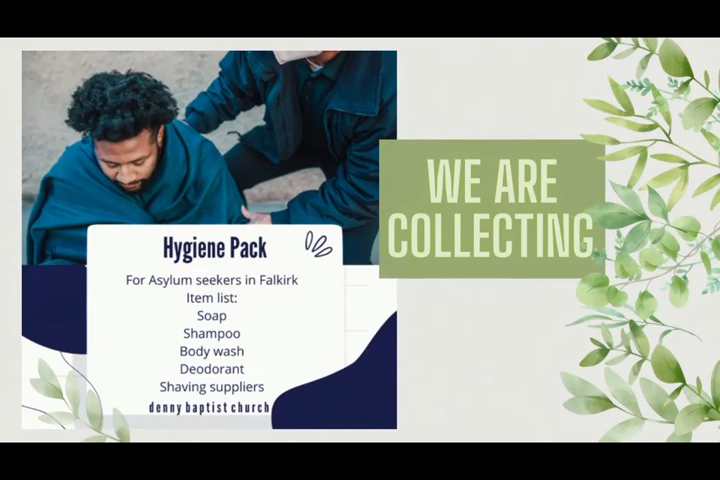 Hygiene Pack
For Asylum seekers in Falkirk
Item list:
Soap
Shampoo
Body wash
Deodorant
Shaving suppliers
denny baptist church
WE ARE
COLLECTING